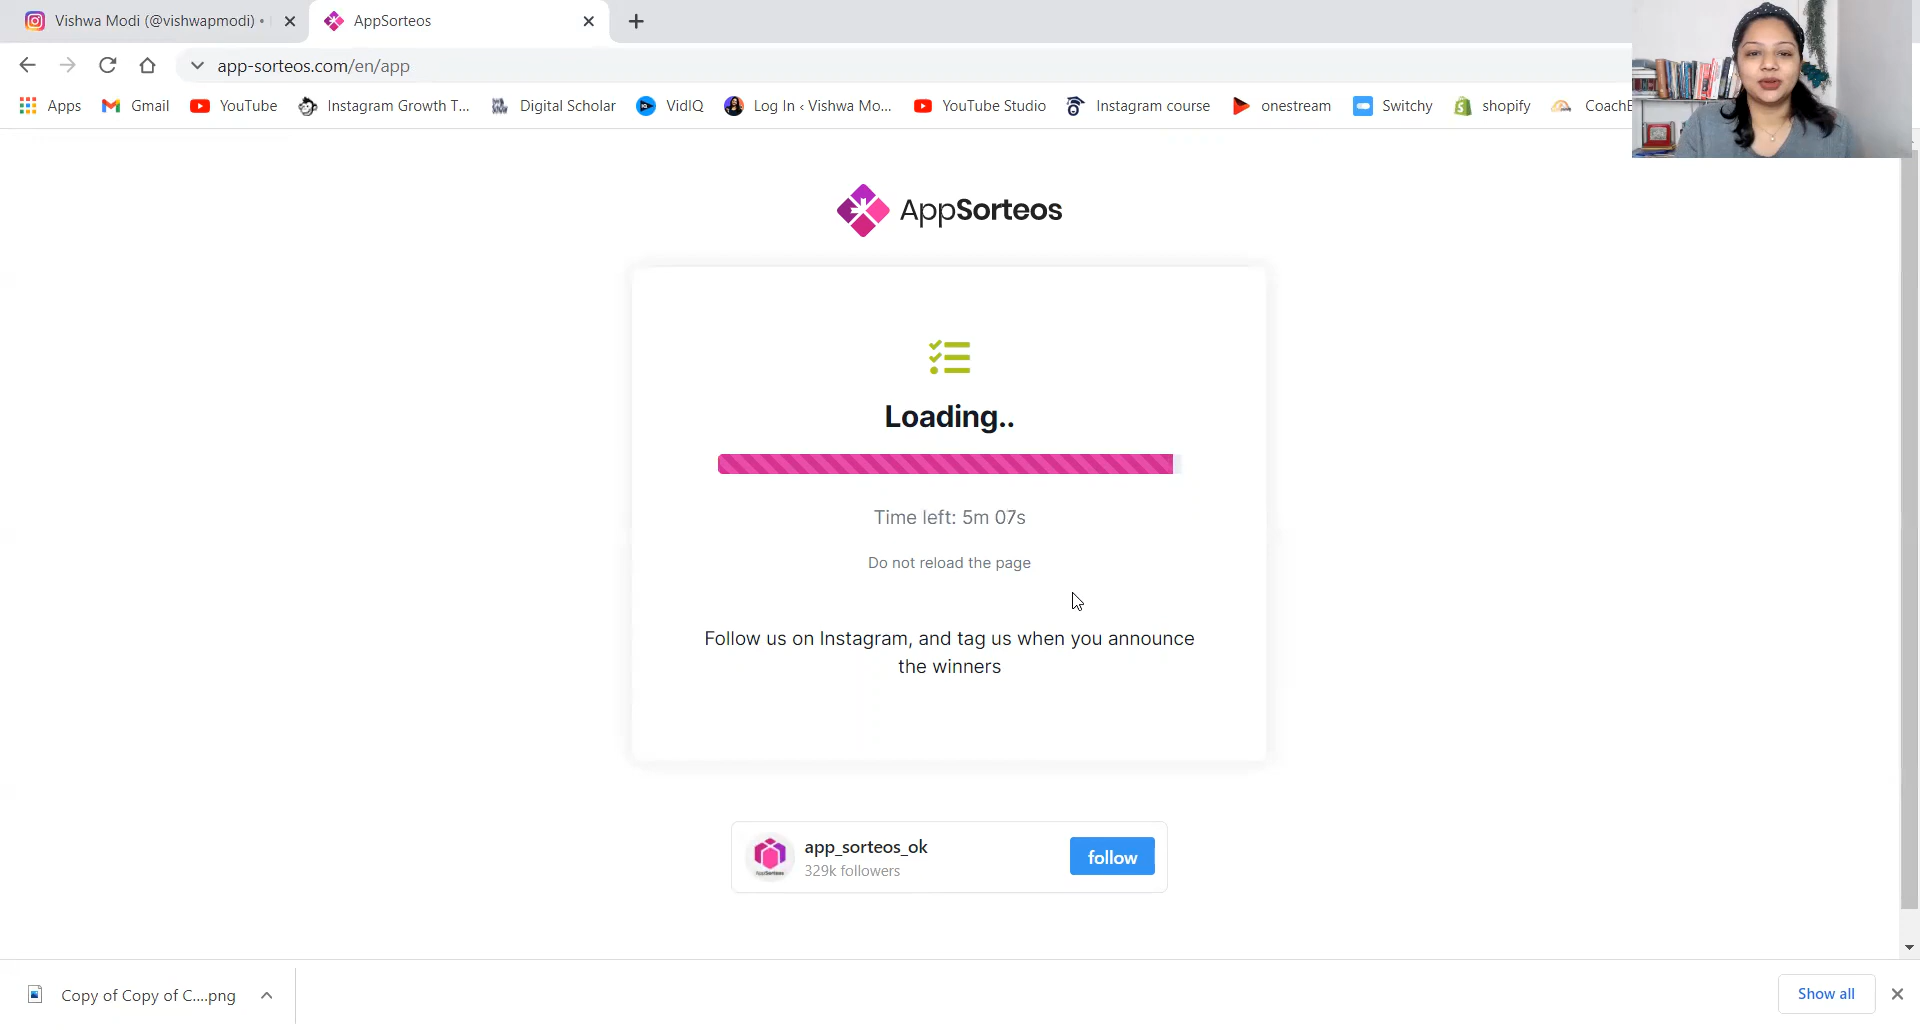 Vishwa Modi (@vishwapmodi) •
AppSorteos
app-sorteos.com/en/app
Apps
Gmail
YouTube
Instagram Growth T...
Digital Scholar
VidIQ
Log In ‹ Vishwa Mo...
YouTube Studio
Instagram course
onestream
Switchy
shopify
CoachE
AppSorteos
Loading..
Time left: 5m 07s
Do not reload the page
Follow us on Instagram, and tag us when you announce
the winners
app_sorteos_ok
329k followers
follow
Copy of Copy of C....png
Show all